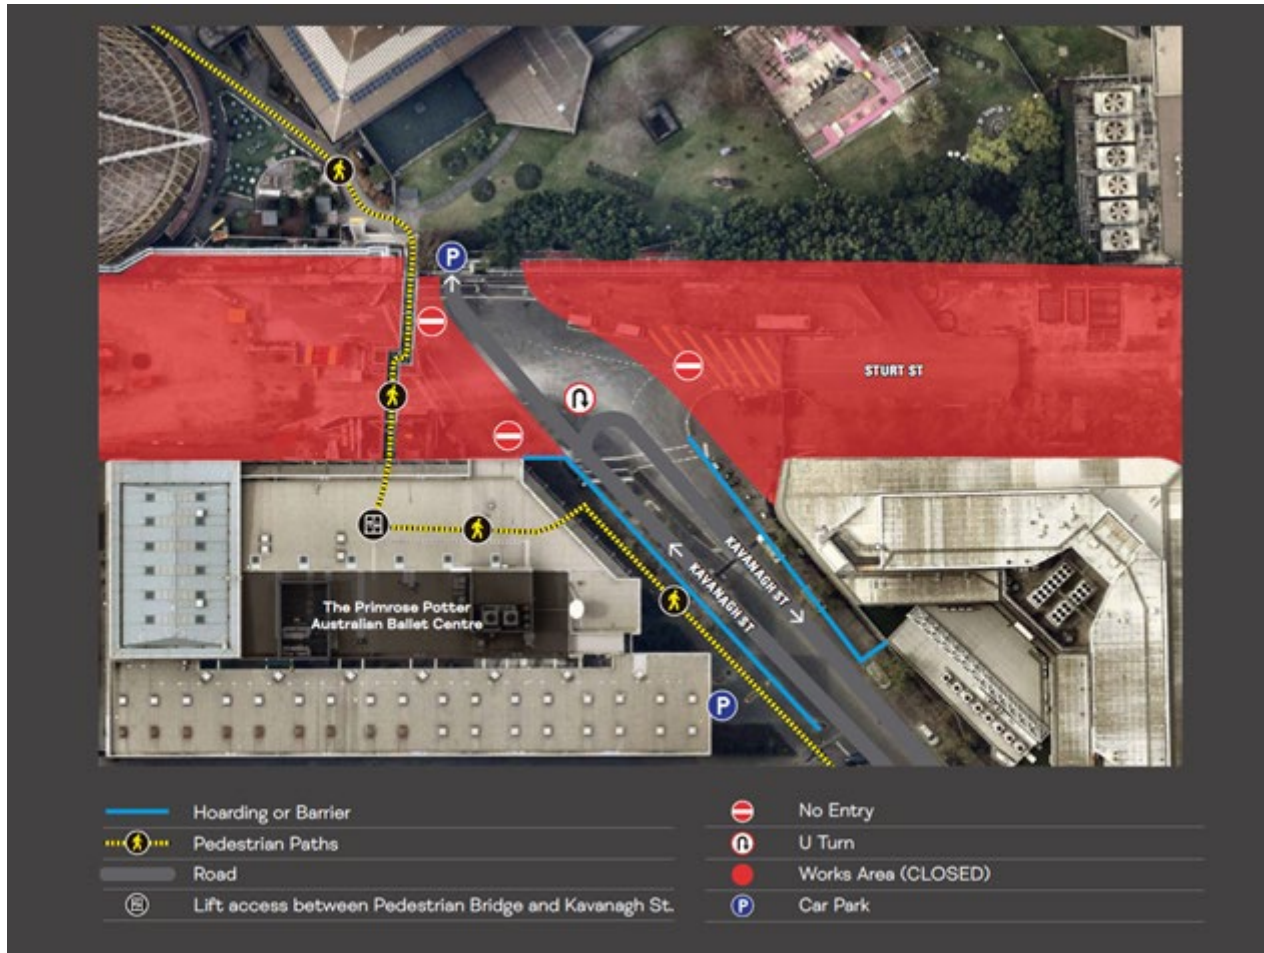 P
STURT ST
KAVANAGH ST
KAVANAGH ST
The Primrose Potter
Australian Ballet Centre
P
Hoarding or Barrier
Pedestrian Paths
Road
Lift access between Pedestrian Bridge and Kavanagh St.
No Entry
U Turn
Works Area (CLOSED)
P
Car Park